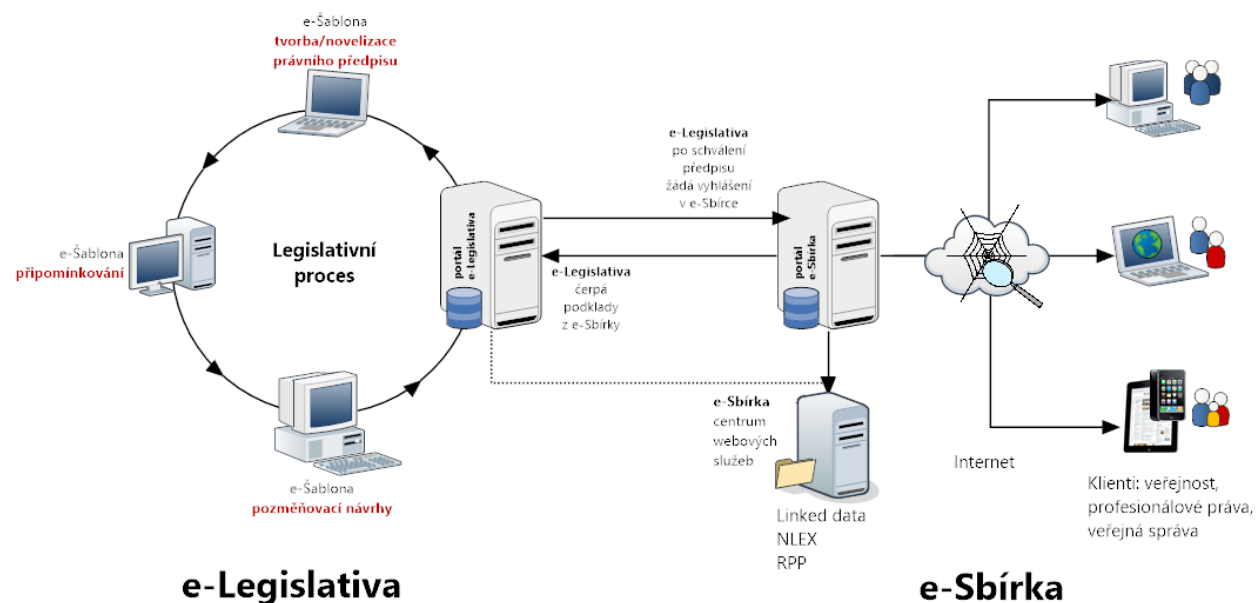 e-Šablona
tvorba/novelizace
právního předpisu
e-Šablona
připomínkování
Legislativní
proces
portál
e-Legislativa
e-Šablona
pozměňovací návrhy
e-Legislativa
po schválení
předpisu
žádá vyhlášení
v e-Sbírce
e-Legislativa
čerpá
podklady
z e-Sbírky
portál
e-Sbírka
e-Sbírka
centrum
webových
služeb
Linked data
NLEX
RPP
Internet
Klienti: veřejnost,
profesionálové práva,
veřejná správa
e-Legislativa
e-Sbírka